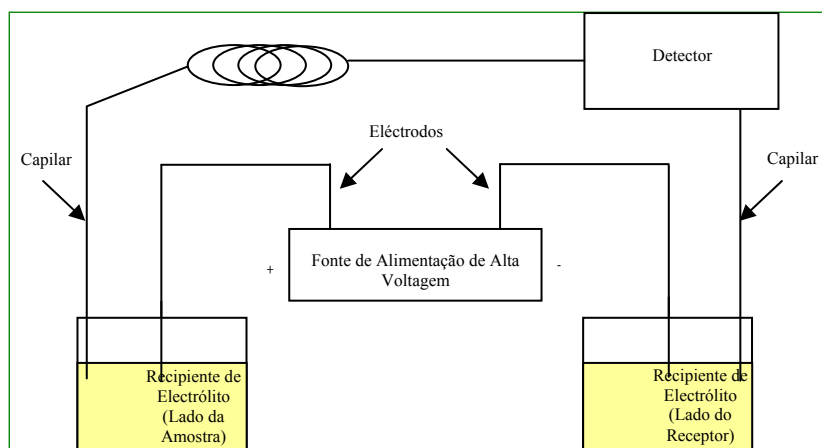 Detector
Eléctrodos
Capilar
Capilar
Fonte de Alimentação de Alta
Voltagem
+
-
Recipiente de
Electrólito
(Lado da
Amostra)
Recipiente de
Electrólito
(Lado do
Receptor)